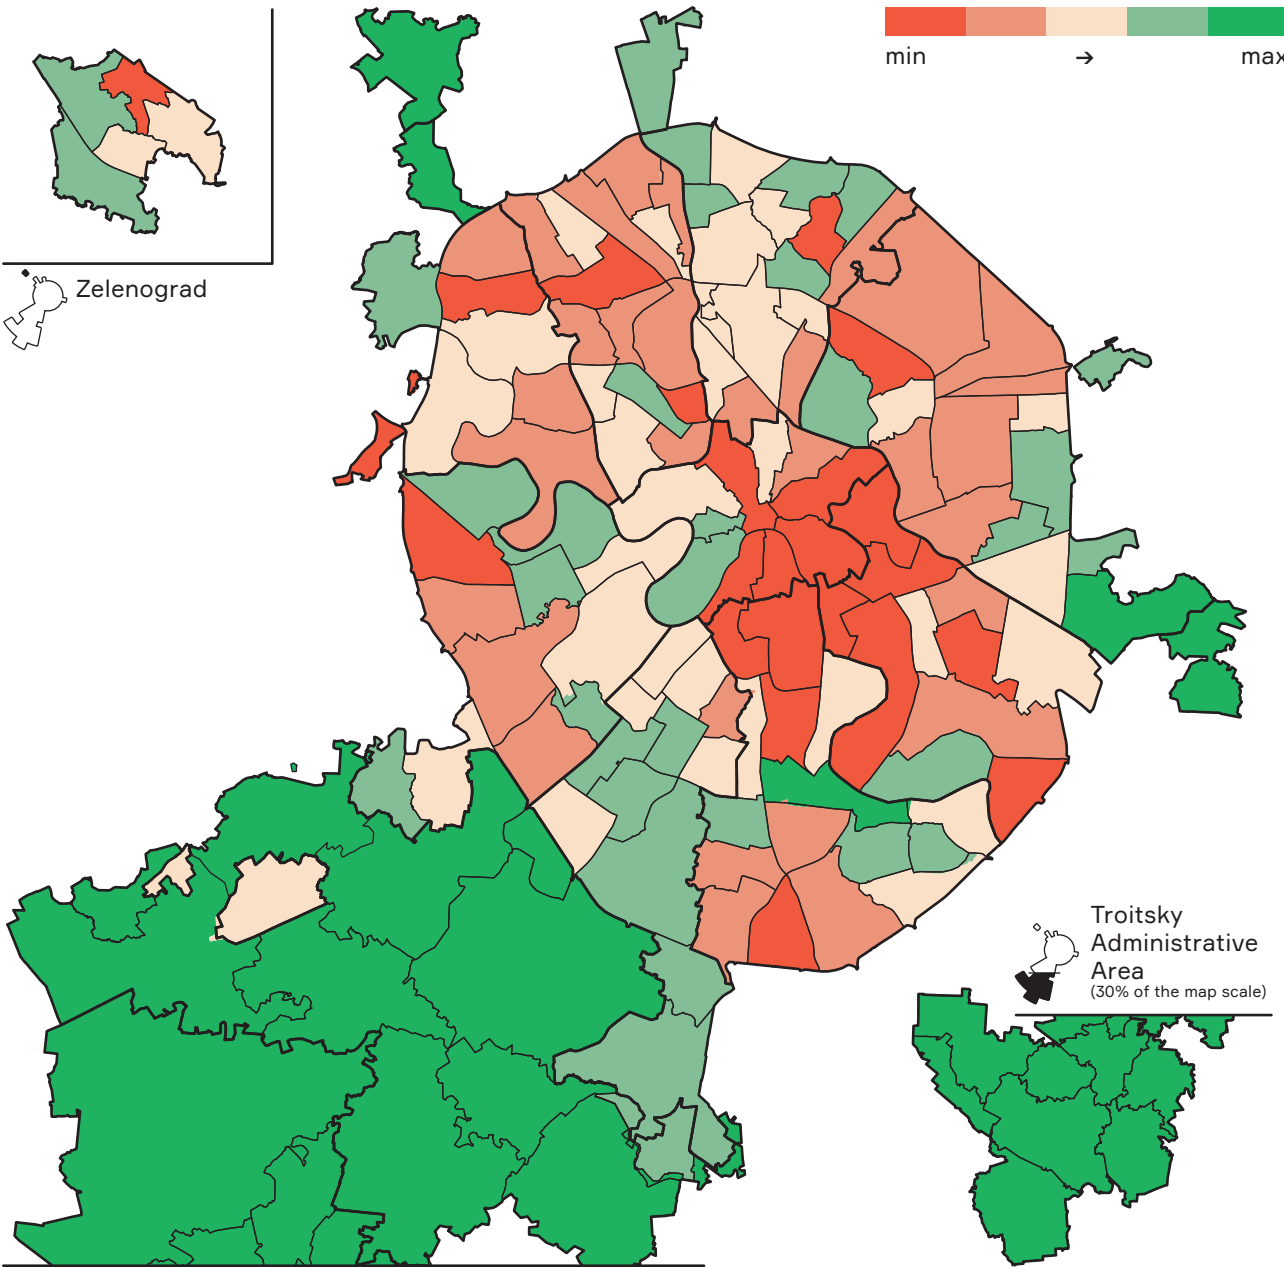 min → max
Zelenograd
Troitsky
Administrative
Area
(30% of the map scale)